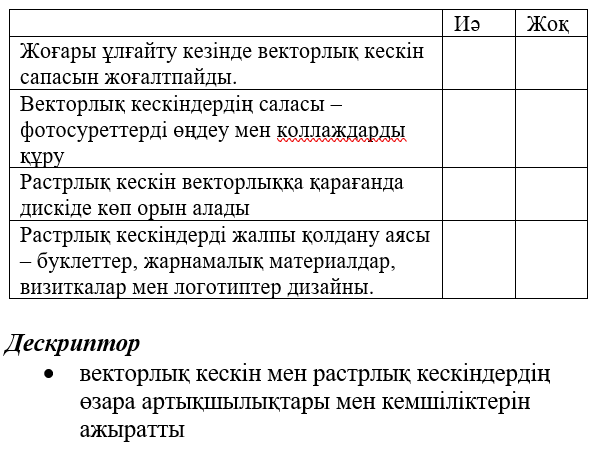 Иә Жоқ
Жоғары ұлғайту кезінде векторлық кескін
сапасын жоғалтпайды.
Векторлық кескіндердің саласы –
фотосуреттерді өңдеу мен коллаждарды
құру
Растрлық кескін векторлыққа қарағанда
дискіде көп орын алады
Растрлық кескіндерді жалпы қолдану аясы
– буклеттер, жарнамалық материалдар,
визиткалар мен логотиптер дизайны.
Дескриптор
• векторлық кескін мен растрлық кескіндердің
өзара артықшылықтары мен кемшіліктерін
ажыратты